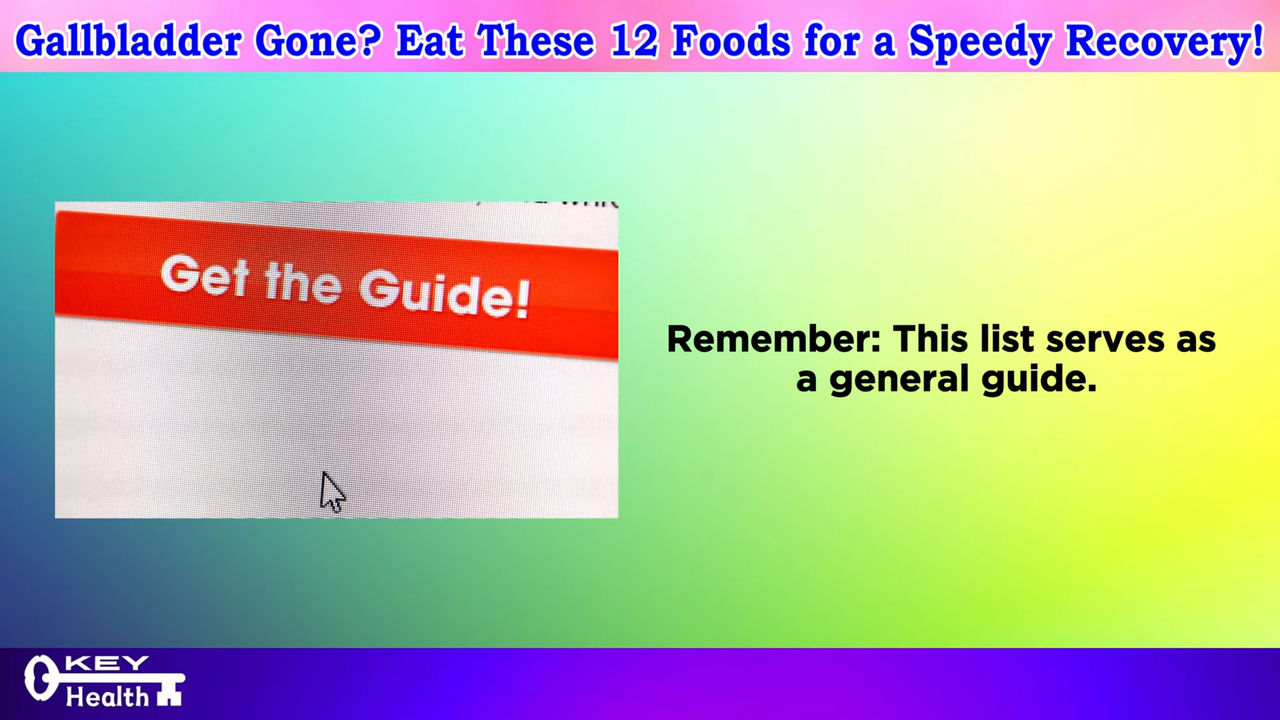 Gallbladder Gone? Eat These 12 Foods for a Speedy Recovery!
Get the Guide!
Remember: This list serves as
a general guide.
KEY
Health